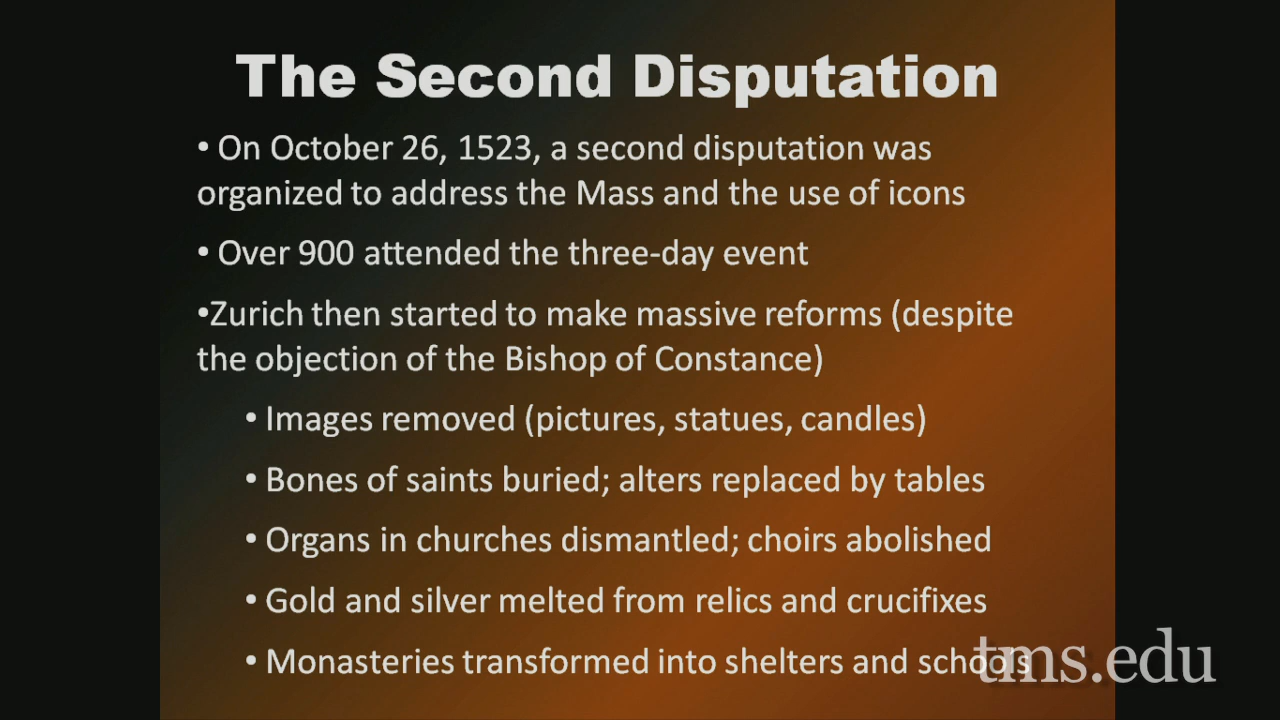 The Second Disputation
• On October 26, 1523, a second disputation was
organized to address the Mass and the use of icons
• Over 900 attended the three-day event
•Zurich then started to make massive reforms (despite
the objection of the Bishop of Constance)
• Images removed (pictures, statues, candles)
• Bones of saints buried; alters replaced by tables
• Organs in churches dismantled; choirs abolished
• Gold and silver melted from relics and crucifixes
• Monasteries transformed into shelters and schools
tms.edu